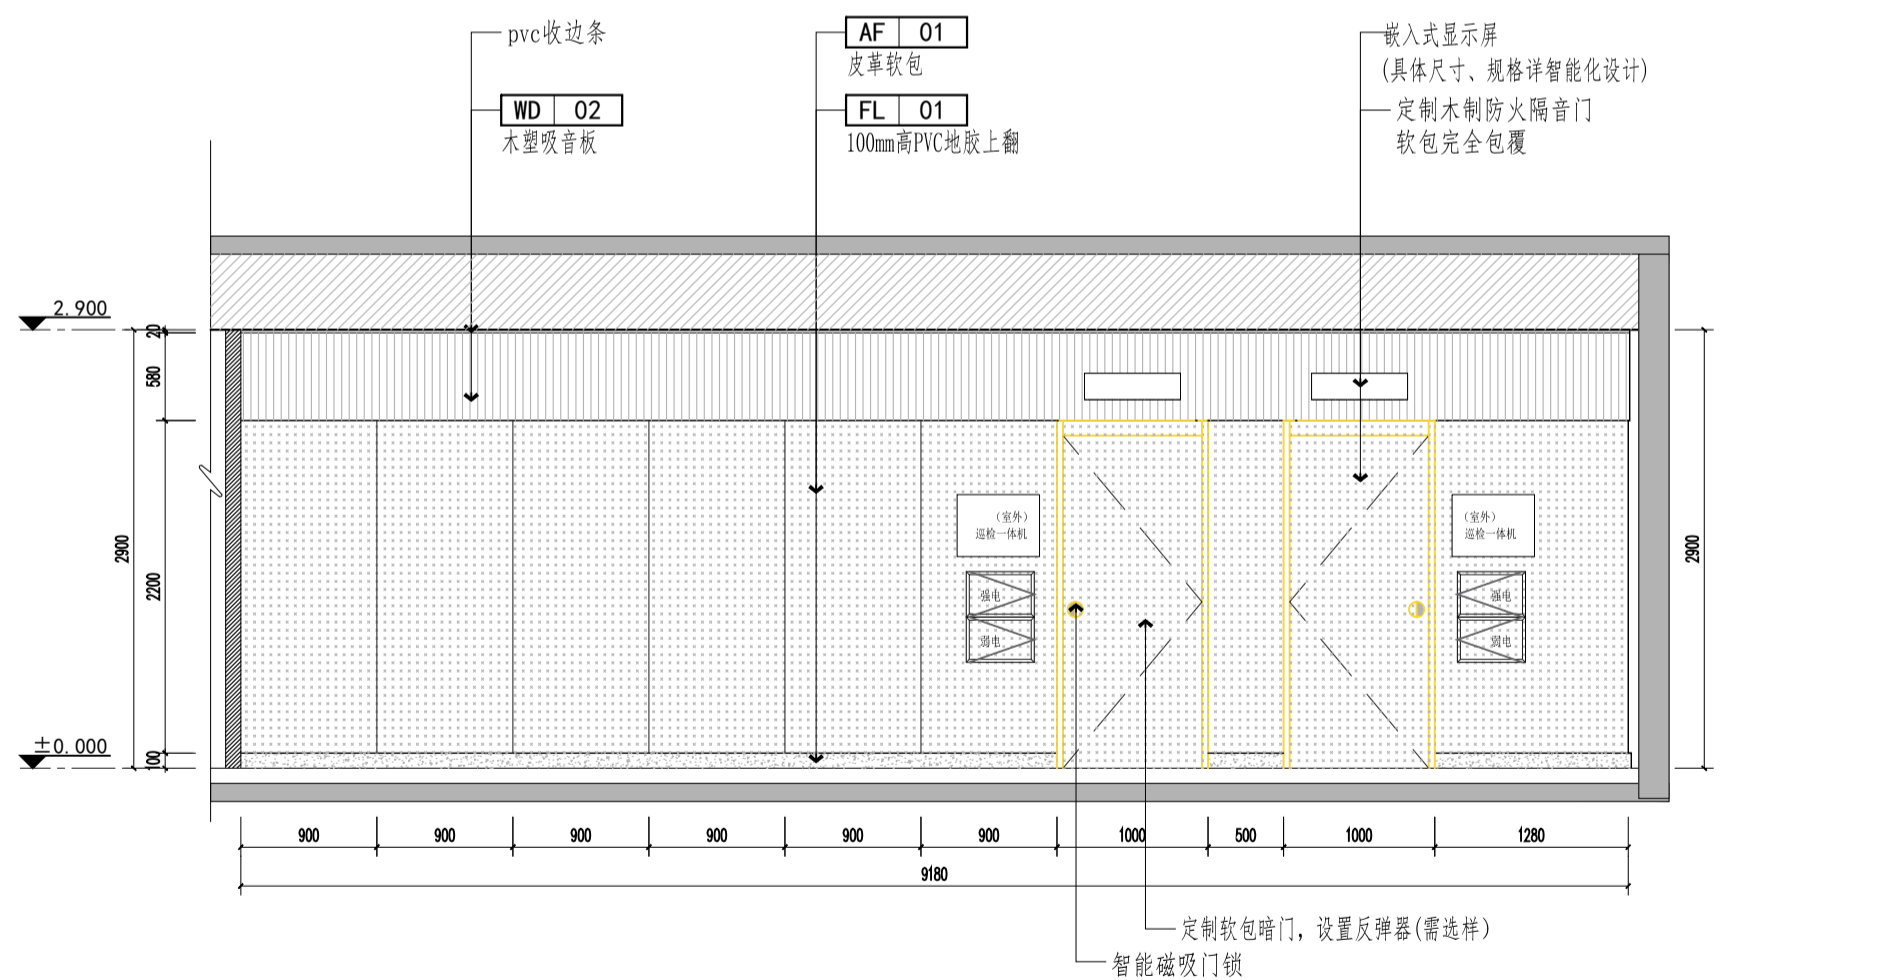 pvc收边条
WD 02
木塑吸音板
AF 01
皮革软包
FL 01
100mm高PVC地胶上翻
嵌入式显示屏
(具体尺寸、规格详智能化设计)
定制木制防火隔音门
软包完全包覆
2.900
20
580
2900
2200
100
±0.000
2900
(室外)
巡检一体机
强电
弱电
(室外)
巡检一体机
强电
弱电
900 900 900 900 900 900 1000 500 1000 1280
9180
定制软包暗门，设置反弹器(需选样)
智能磁吸门锁